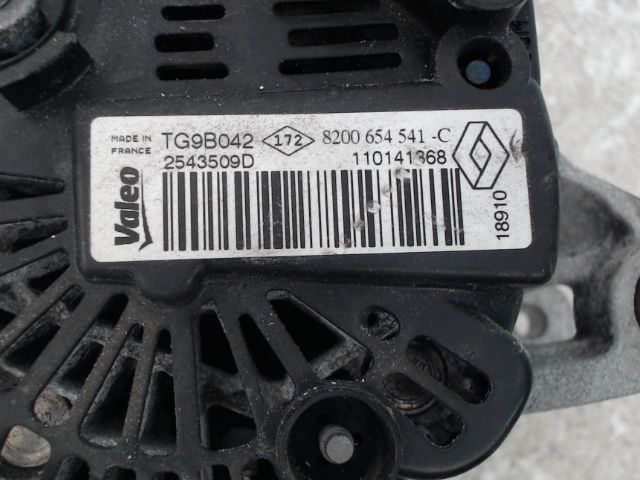 MADE IN FRANCE
TG9B042 172 8200 654 541 -C
2543509D 110141368
Valeo
18910